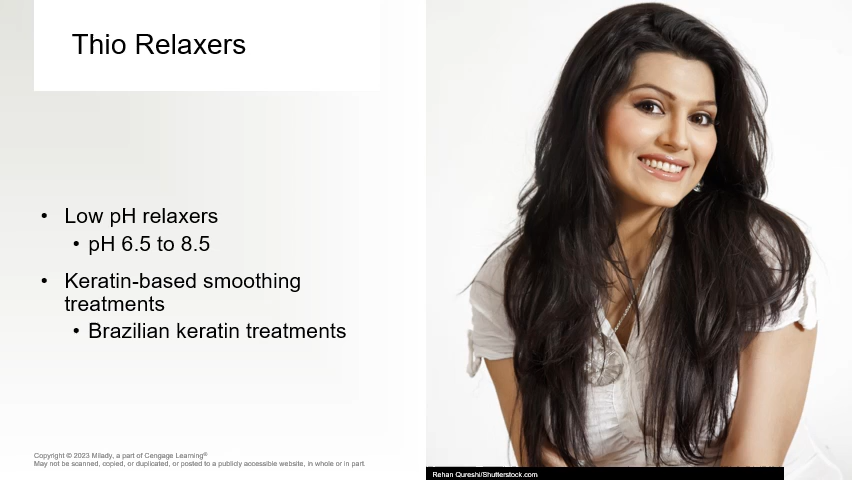 Thio Relaxers
• Low pH relaxers
• pH 6.5 to 8.5
• Keratin-based smoothing
treatments
• Brazilian keratin treatments
Copyright © 2023 Milady, a part of Cengage Learning®
May not be scanned, copied, or duplicated, or posted to a publicly accessible website, in whole or in part.
Rehan Qureshi/Shutterstock.com